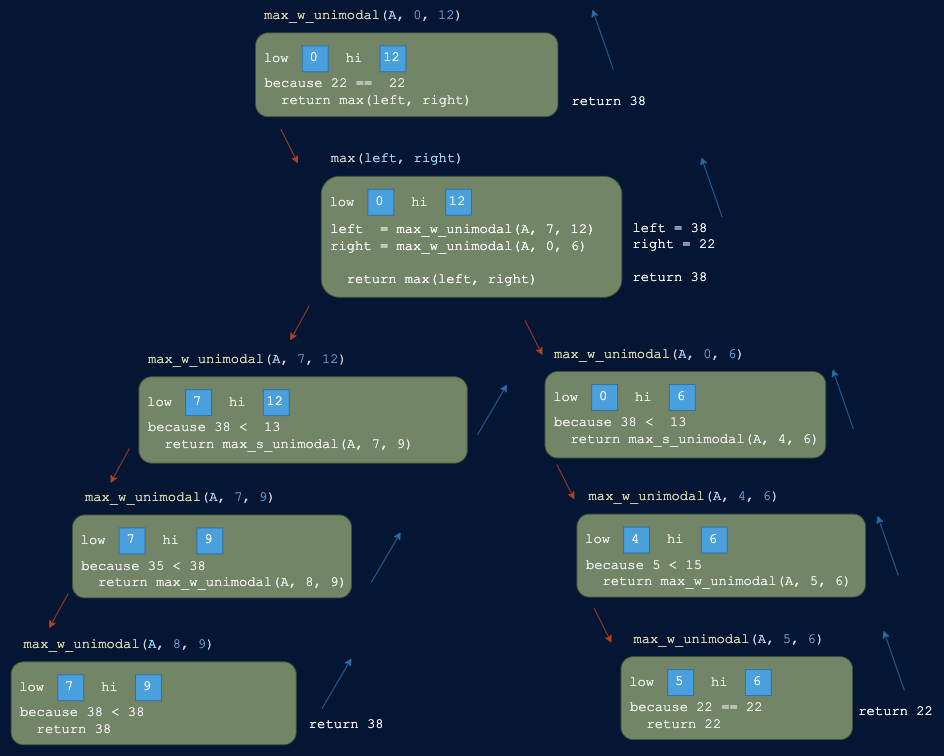 max_w_unimodal(A, 0, 12)
low 0 hi 12
because 22 == 22
return max(left, right)
return 38
max(left, right)
low 0 hi 12
left = max_w_unimodal(A, 7, 12)
right = max_w_unimodal(A, 0, 6)
return max(left, right)
left = 38
right = 22
return 38
max_w_unimodal(A, 7, 12)
low 7 hi 12
because 38 < 13
return max_s_unimodal(A, 7, 9)
max_w_unimodal(A, 0, 6)
low 0 hi 6
because 38 < 13
return max_s_unimodal(A, 4, 6)
max_w_unimodal(A, 7, 9)
low 7 hi 9
because 35 < 38
return max_w_unimodal(A, 8, 9)
max_w_unimodal(A, 4, 6)
low 4 hi 6
because 5 < 15
return max_w_unimodal(A, 5, 6)
max_w_unimodal(A, 8, 9)
low 7 hi 9
because 38 < 38
return 38
return 38
max_w_unimodal(A, 5, 6)
low 5 hi 6
because 22 == 22
return 22
return 22